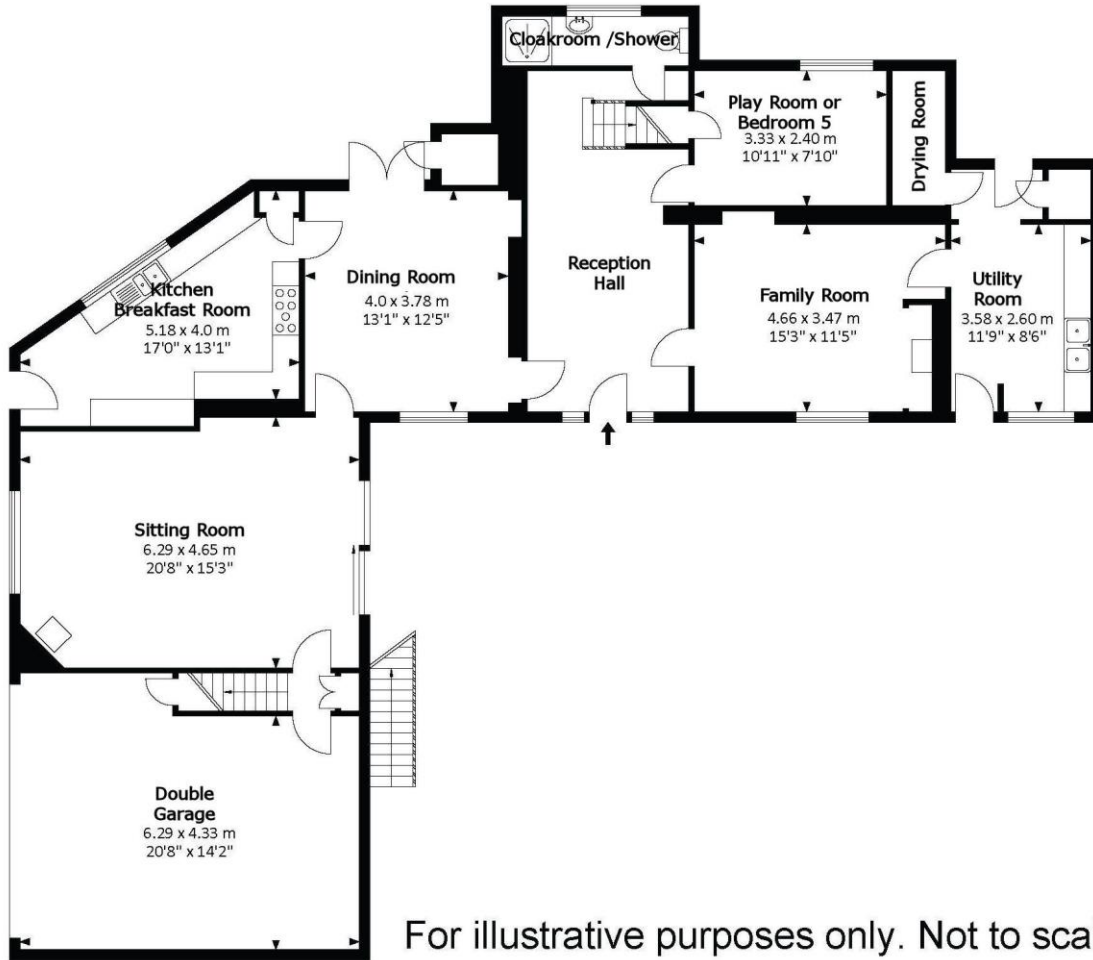 Cloakroom /Shower
Play Room or
Bedroom 5
3.33 x 2.40 m
10'11" x 7'10"
Drying Room
Kitchen
Breakfast Room
5.18 x 4.0 m
17'0" x 13'1"
Dining Room
4.0 x 3.78 m
13'1" x 12'5"
Reception
Hall
Family Room
4.66 x 3.47 m
15'3" x 11'5"
Utility
Room
3.58 x 2.60 m
11'9" x 8'6"
Sitting Room
6.29 x 4.65 m
20'8" x 15'3"
Double
Garage
6.29 x 4.33 m
20'8" x 14'2"
For illustrative purposes only. Not to sca